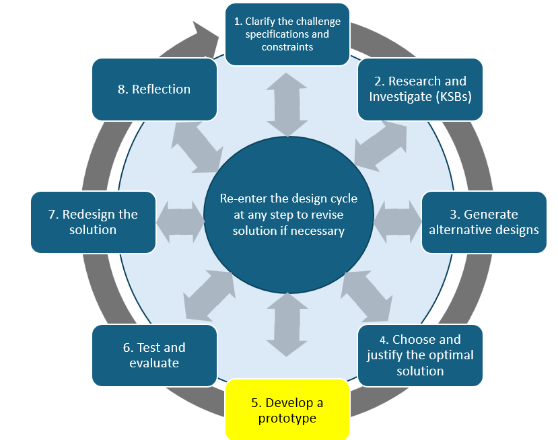 1. Clarify the challenge
specifications and
constraints
2. Research and
Investigate (KSBs)
3. Generate
alternative designs
4. Choose and
justify the optimal
solution
5. Develop a
prototype
6. Test and
evaluate
7. Redesign the
solution
8. Reflection
Re-enter the design cycle
at any step to revise
solution if necessary